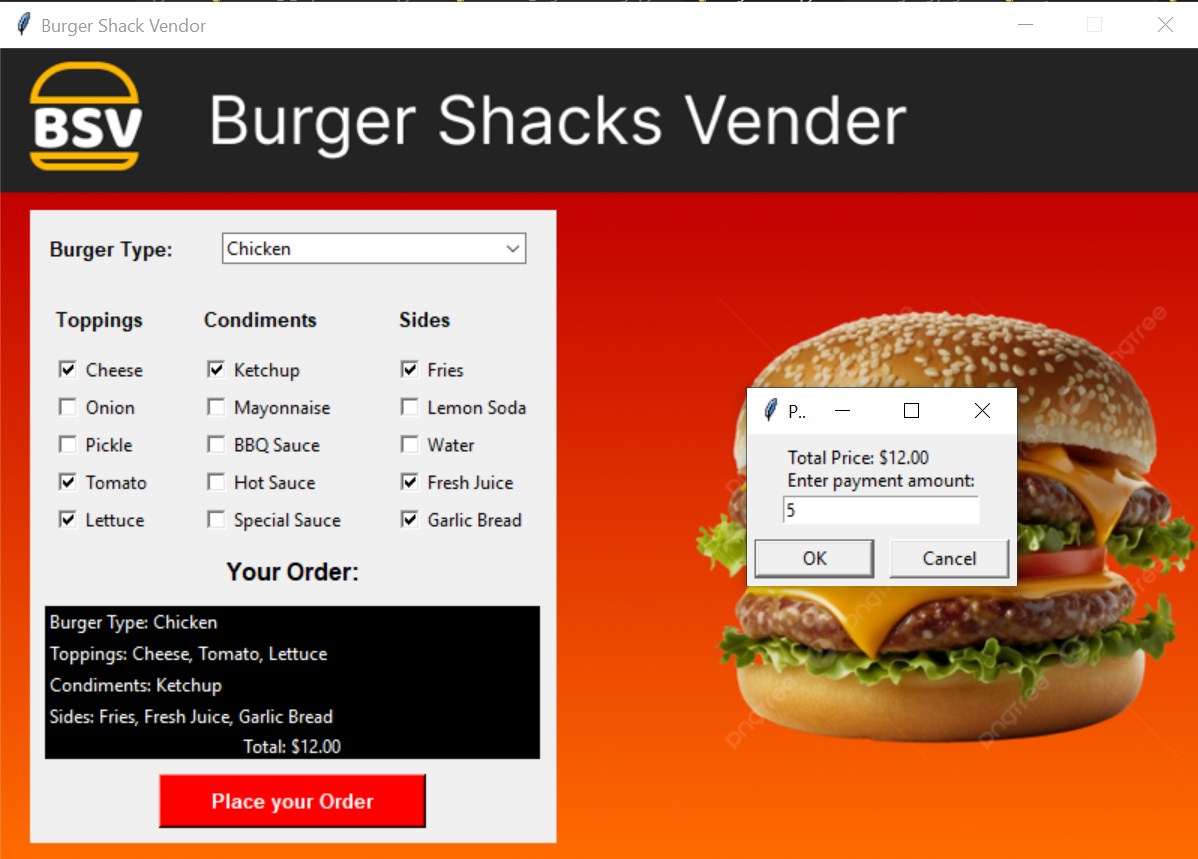 Burger Shack Vendor
BSV
Burger Shacks Vender
Burger Type:
Chicken
Toppings
Condiments
Sides
Cheese
Ketchup
Fries
Onion
Mayonnaise
Lemon Soda
Pickle
BBQ Sauce
Water
Tomato
Hot Sauce
Fresh Juice
Lettuce
Special Sauce
Garlic Bread
Your Order:
Burger Type: Chicken
Toppings: Cheese, Tomato, Lettuce
Condiments: Ketchup
Sides: Fries, Fresh Juice, Garlic Bread
Total: $12.00
Place your Order
P..
Total Price: $12.00
Enter payment amount:
5
OK
Cancel
pngtree
pngtree
pngtree